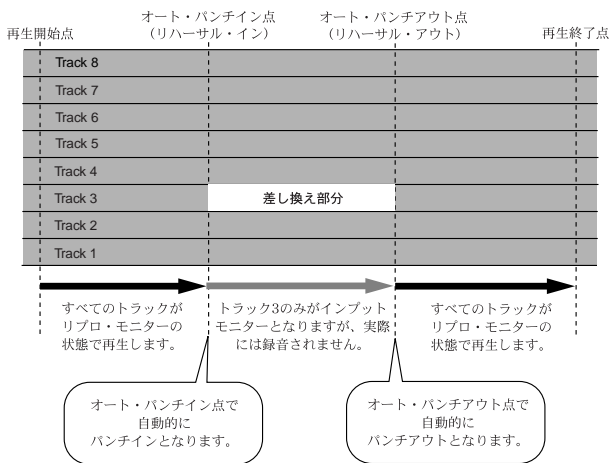 オート・パンチイン点
(リハーサル・イン)
オート・パンチアウト点
(リハーサル・アウト)
再生開始点
再生終了点
Track 8
Track 7
Track 6
Track 5
Track 4
Track 3
差し換え部分
Track 2
Track 1
すべてのトラックが
リプロ・モニターの
状態で再生します。
トラック3のみがインプット
モニターとなりますが、実際
には録音されません。
すべてのトラックが
リプロ・モニターの
状態で再生します。
オート・パンチイン点で
自動的に
パンチインとなります。
オート・パンチアウト点で
自動的に
パンチアウトとなります。